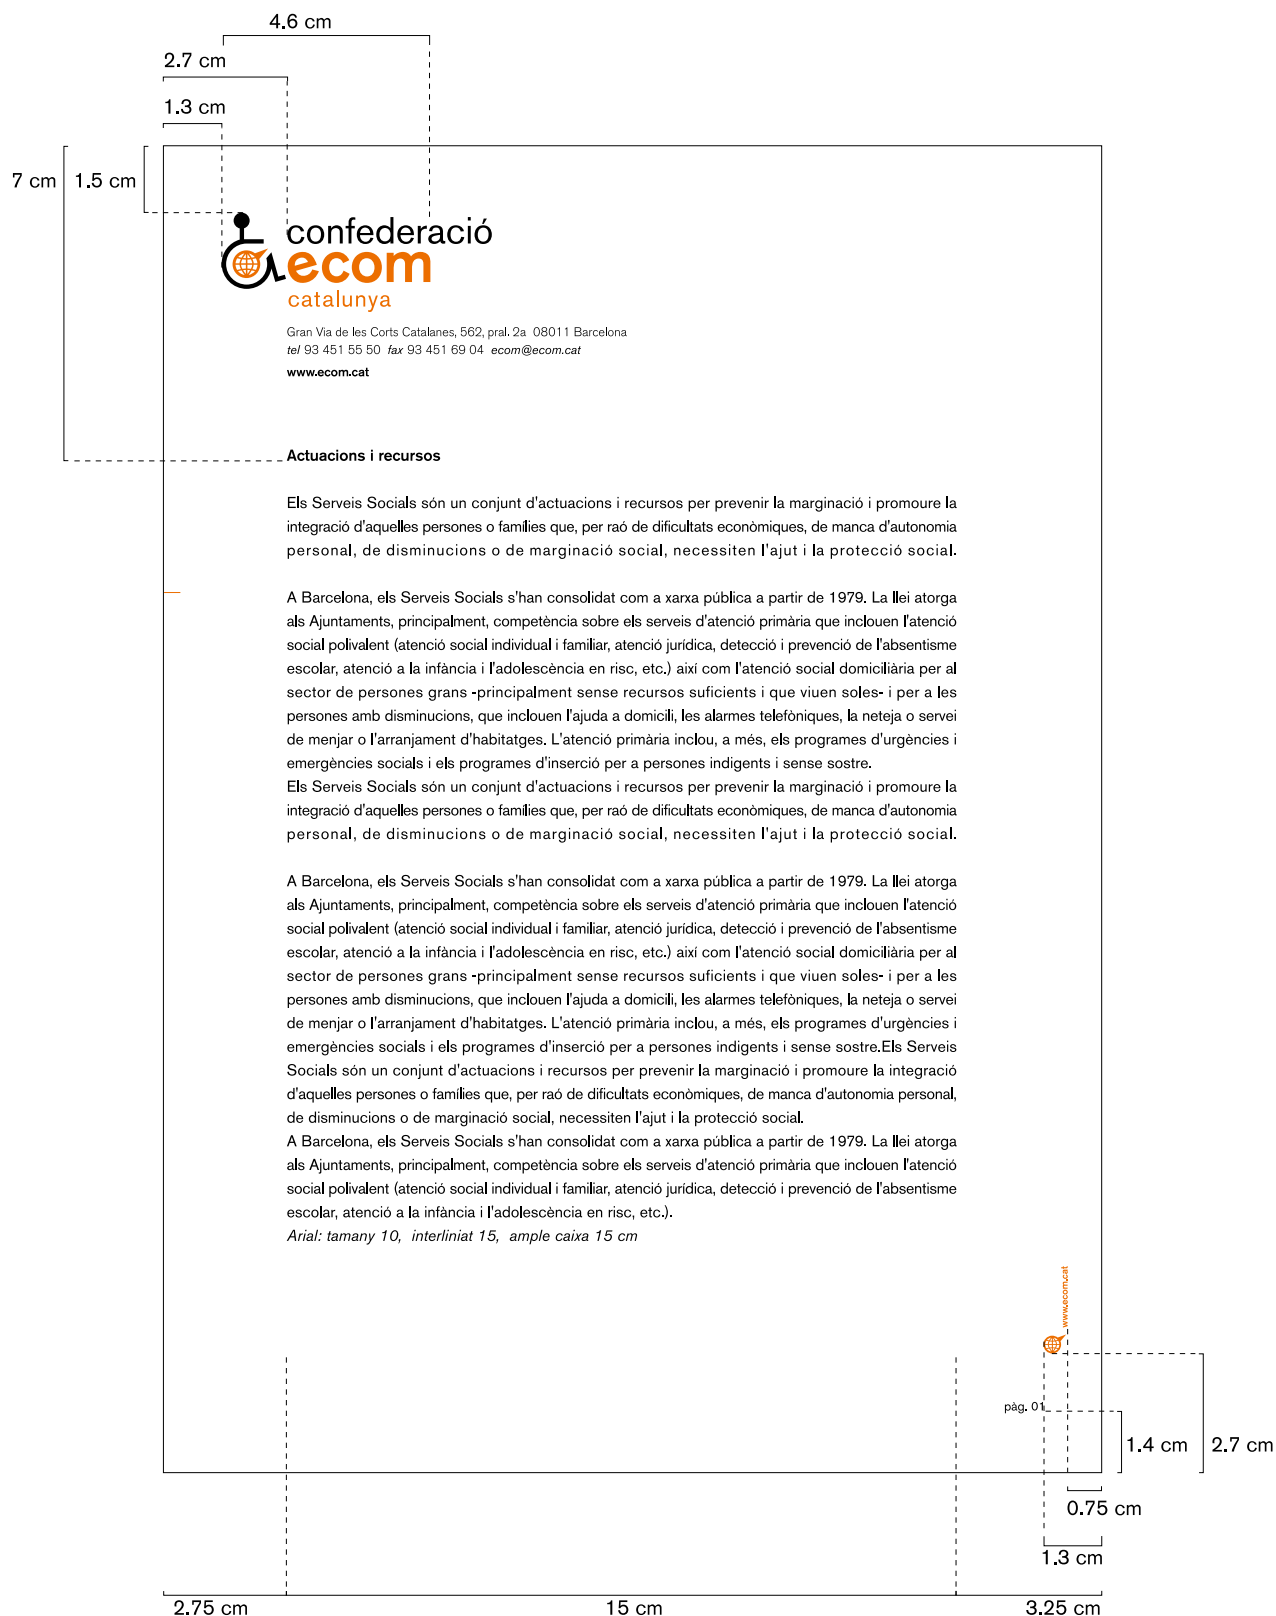 4.6 cm
2.7 cm
1.3 cm
7 cm
1.5 cm
confederació
ecom
catalunya
Gran Via de les Corts Catalanes, 562, pral. 2a 08011 Barcelona
tel 93 451 55 50 fax 93 451 69 04 ecom@ecom.cat
www.ecom.cat
Actuacions i recursos
Els Serveis Socials són un conjunt d'actuacions i recursos per prevenir la marginació i promoure la
integració d'aquelles persones o famílies que, per raó de dificultats econòmiques, de manca d'autonomia
personal, de disminucions o de marginació social, necessiten l'ajut i la protecció social.
A Barcelona, els Serveis Socials s'han consolidat com a xarxa pública a partir de 1979. La llei atorga
als Ajuntaments, principalment, competència sobre els serveis d'atenció primària que inclouen l'atenció
social polivalent (atenció social individual i familiar, atenció jurídica, detecció i prevenció de l'absentisme
escolar, atenció a la infància i l'adolescència en risc, etc.) així com l'atenció social domiciliària per al
sector de persones grans -principalment sense recursos suficients i que viuen soles- i per a les
persones amb disminucions, que inclouen l'ajuda a domicili, les alarmes telefòniques, la neteja o servei
de menjar o l'arranjament d'habitatges. L'atenció primària inclou, a més, els programes d'urgències i
emergències socials i els programes d'inserció per a persones indigents i sense sostre.
Els Serveis Socials són un conjunt d'actuacions i recursos per prevenir la marginació i promoure la
integració d'aquelles persones o famílies que, per raó de dificultats econòmiques, de manca d'autonomia
personal, de disminucions o de marginació social, necessiten l'ajut i la protecció social.
A Barcelona, els Serveis Socials s'han consolidat com a xarxa pública a partir de 1979. La llei atorga
als Ajuntaments, principalment, competència sobre els serveis d'atenció primària que inclouen l'atenció
social polivalent (atenció social individual i familiar, atenció jurídica, detecció i prevenció de l'absentisme
escolar, atenció a la infància i l'adolescència en risc, etc.) així com l'atenció social domiciliària per al
sector de persones grans -principalment sense recursos suficients i que viuen soles- i per a les
persones amb disminucions, que inclouen l'ajuda a domicili, les alarmes telefòniques, la neteja o servei
de menjar o l'arranjament d'habitatges. L'atenció primària inclou, a més, els programes d'urgències i
emergències socials i els programes d'inserció per a persones indigents i sense sostre.Els Serveis
Socials són un conjunt d'actuacions i recursos per prevenir la marginació i promoure la integració
d'aquelles persones o famílies que, per raó de dificultats econòmiques, de manca d'autonomia personal,
de disminucions o de marginació social, necessiten l'ajut i la protecció social.
A Barcelona, els Serveis Socials s'han consolidat com a xarxa pública a partir de 1979. La llei atorga
als Ajuntaments, principalment, competència sobre els serveis d'atenció primària que inclouen l'atenció
social polivalent (atenció social individual i familiar, atenció jurídica, detecció i prevenció de l'absentisme
escolar, atenció a la infància i l'adolescència en risc, etc.).
Arial: tamany 10, interliniat 15, ample caixa 15 cm
www.ecom.cat
pàg. 01
1.4 cm
2.7 cm
0.75 cm
1.3 cm
2.75 cm
15 cm
3.25 cm